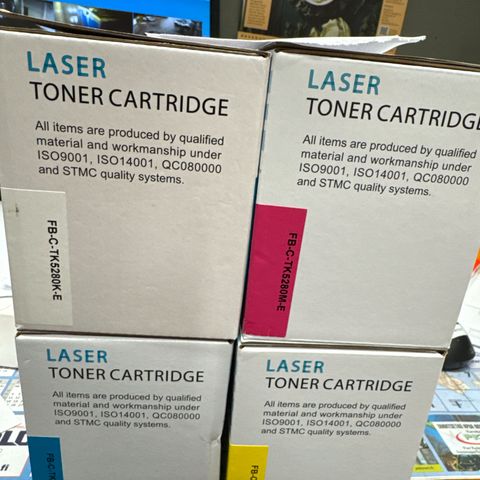 LASER
TONER CARTRIDGE
All items are produced by qualified
material and workmanship under
ISO9001, ISO14001, QC080000
and STMC quality systems.
FB-C-TK5280K-E
LASER
TONER CARTRIDGE
All items are produced by qualified
material and workmanship under
ISO9001, ISO14001, QC080000
and STMC quality systems.
FB-C-TK5280M-E
LASER
TONER CARTRIDGE
All items are produced by qualified
material and workmanship under
ISO9001, ISO14001, QC080000
and STMC quality systems.
FB-C-TK
LASER
TONER CARTRIDGE
All items are produced by qualified
material and workmanship under
ISO9001, ISO14001, QC080000
and STMC quality systems.
FB-C